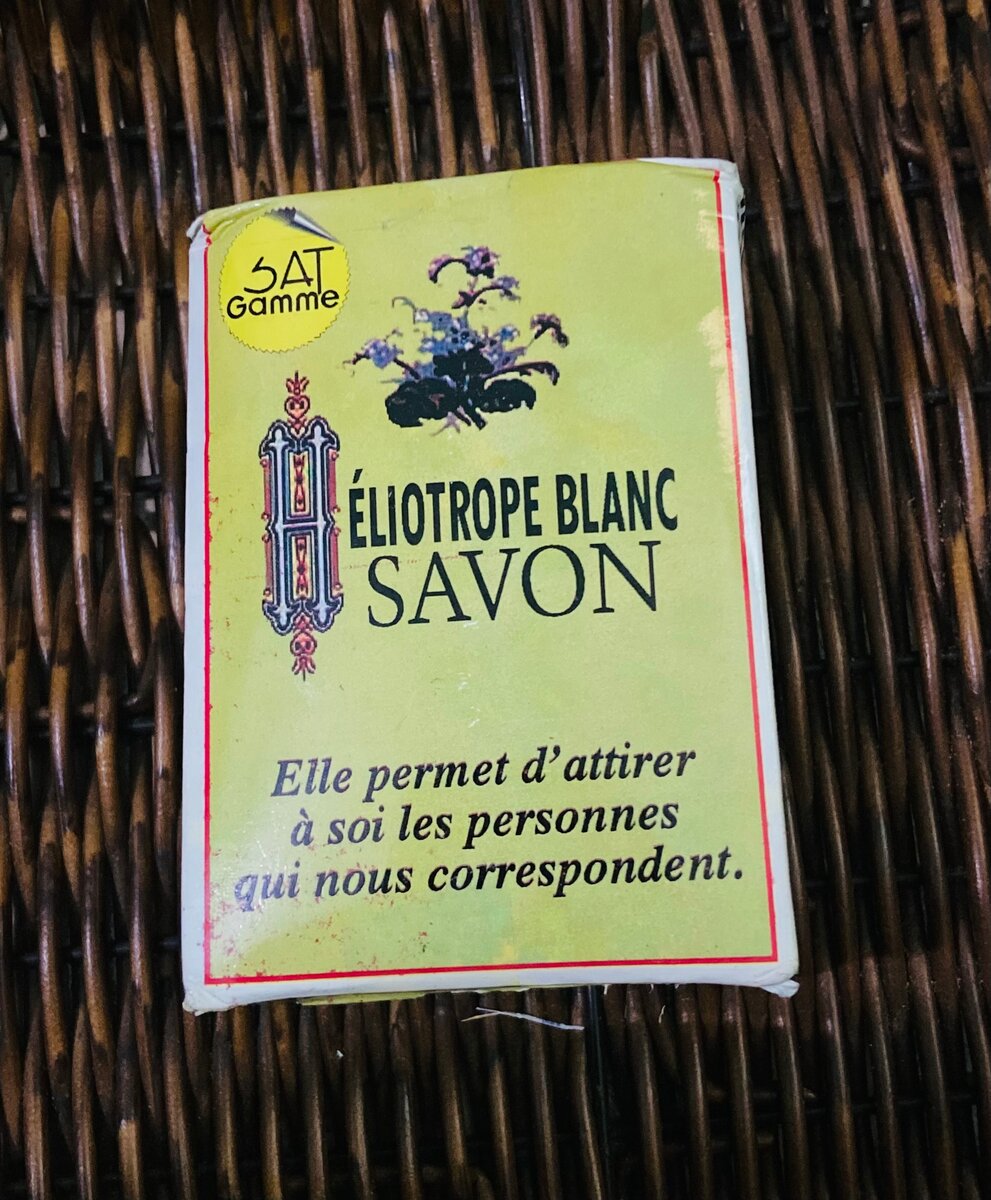 SAT
Gamme
HÉLIOTROPE BLANC
SAVON
Elle permet d'attirer
à soi les personnes
qui nous correspondent.